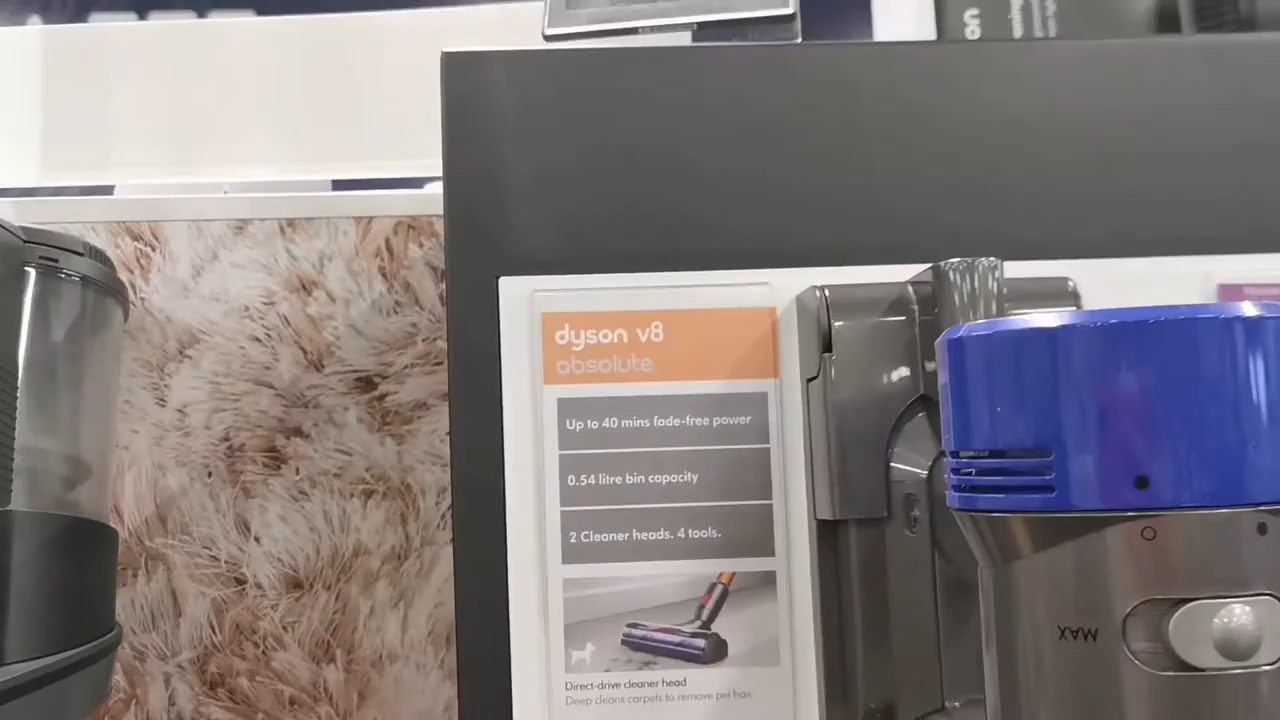 on
dyson v8
absolute
Up to 40 mins fade-free power
0.54 litre bin capacity
2 Cleaner heads. 4 tools.
Direct-drive cleaner head
Deep cleans carpets to remove pet hair.
MAX